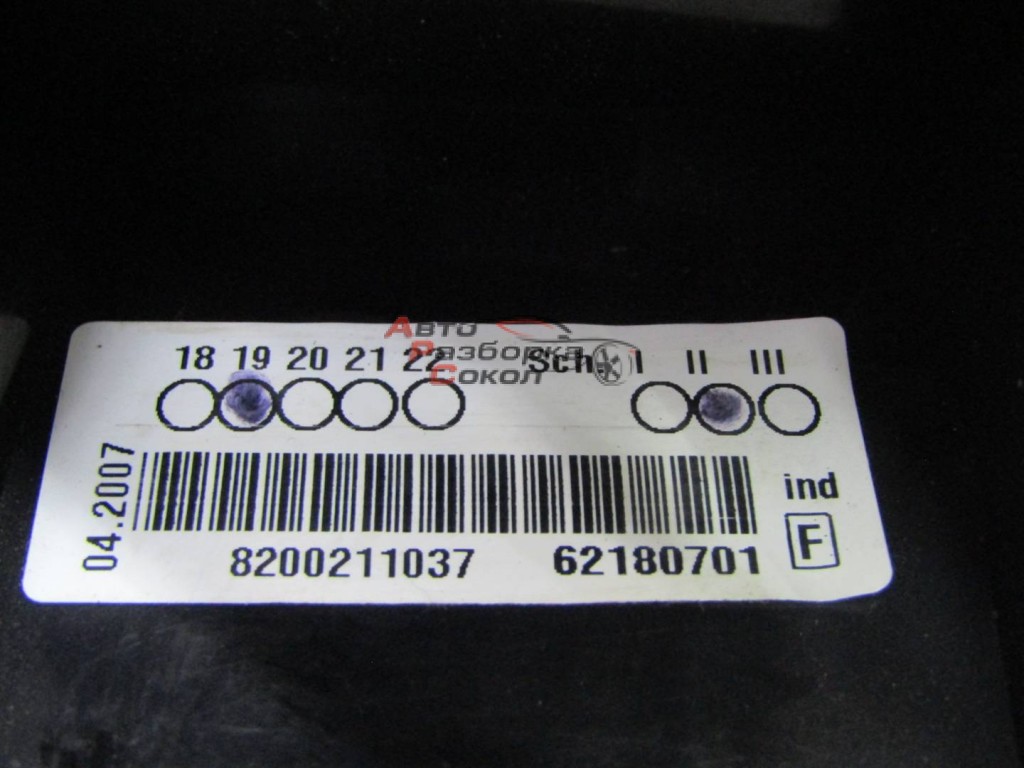 18 19 20 21 22 Sch. I II III
Авто
Разборка
Сокол
04.2007
ind
F
8200211037 62180701